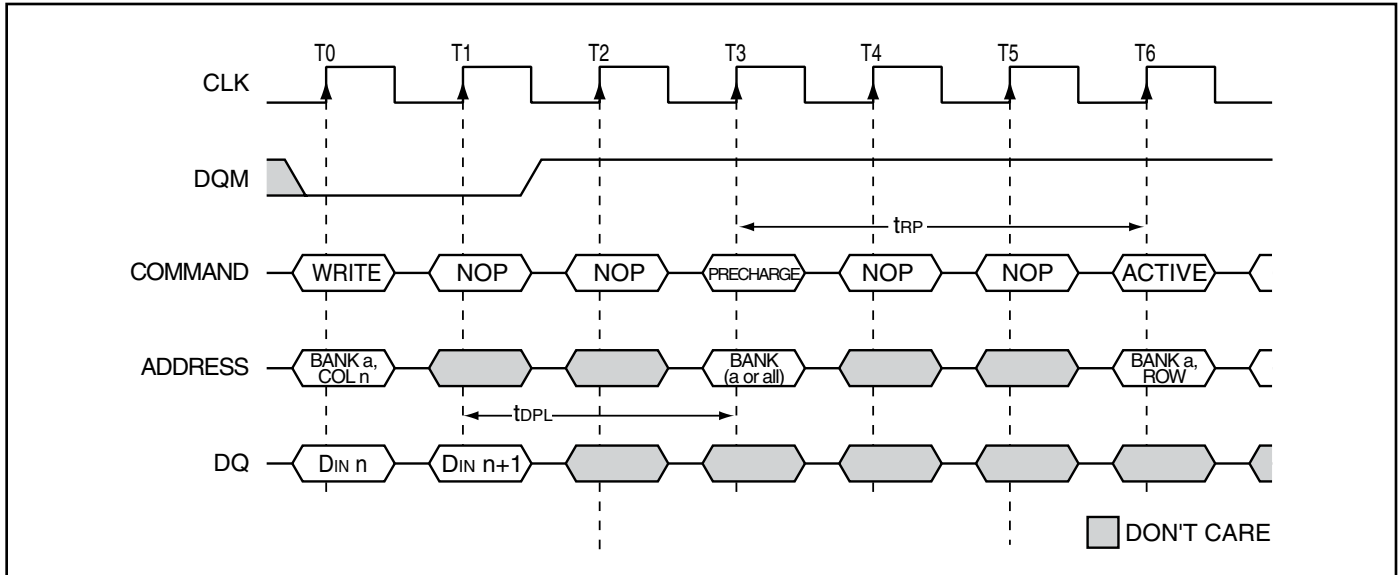 T0 T1 T2 T3 T4 T5 T6
CLK
DQM
tRP
COMMAND WRITE NOP NOP PRECHARGE NOP NOP ACTIVE
ADDRESS BANK a, COL n BANK (a or all) BANK a, ROW
tDPL
DQ DIN n DIN n+1
DON'T CARE